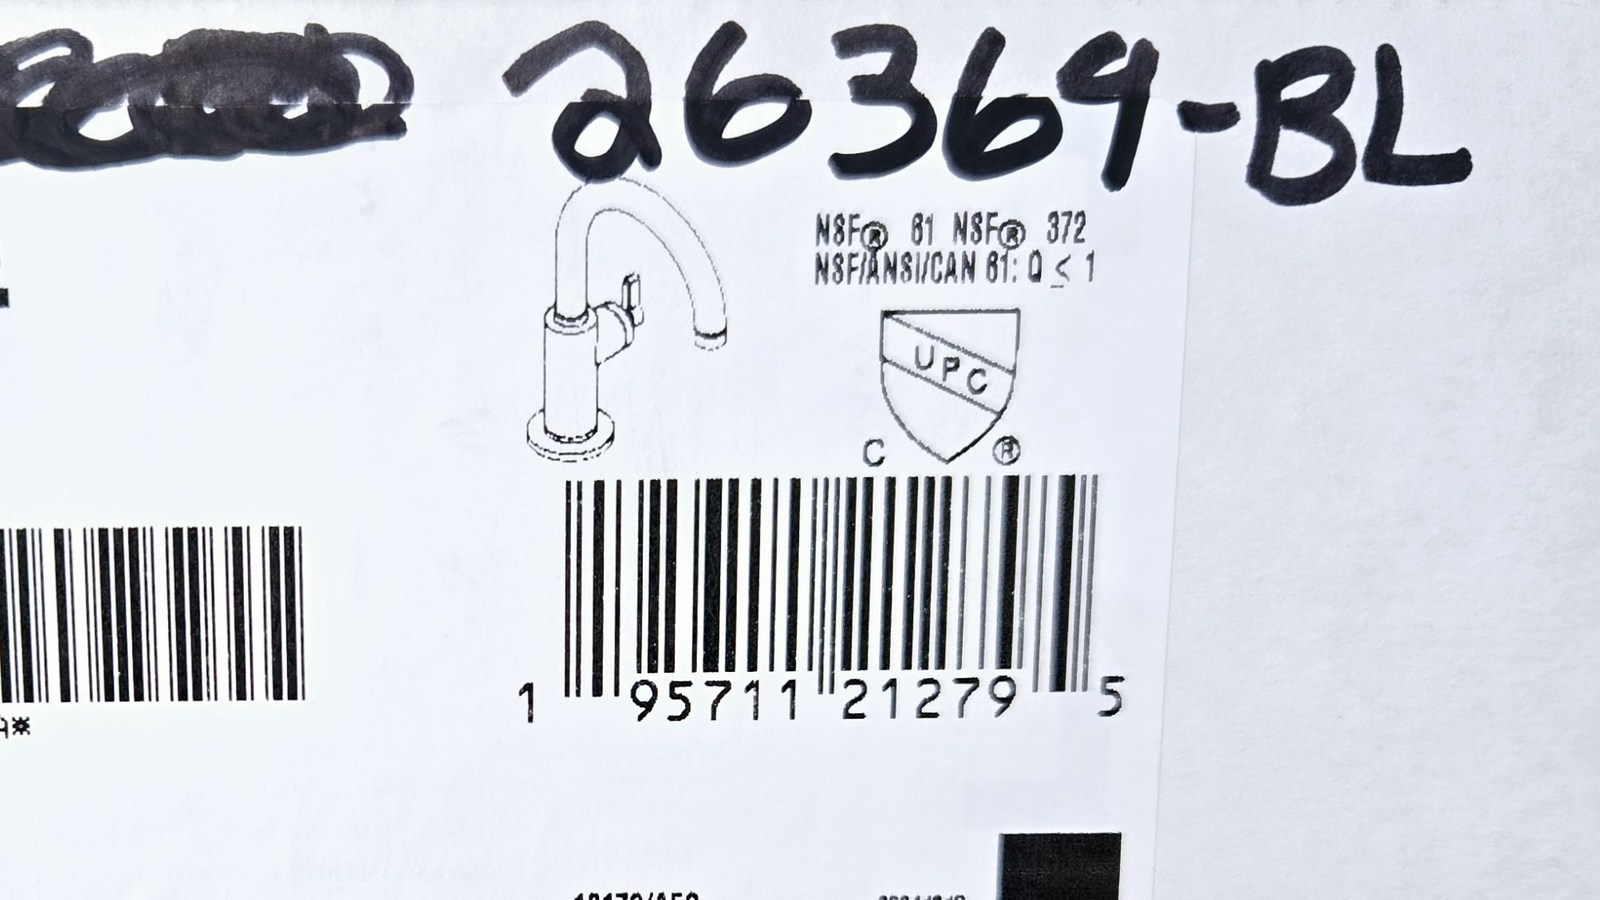 26369-BL
NSF® 61 NSF® 372
NSF/ANSI/CAN 61: Q ≤ 1
UPC
C ®
1 95711 21279 5